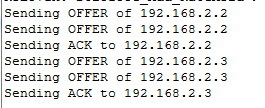 Sending OFFER of 192.168.2.2
Sending OFFER of 192.168.2.2
Sending ACK to 192.168.2.2
Sending OFFER of 192.168.2.3
Sending OFFER of 192.168.2.3
Sending ACK to 192.168.2.3